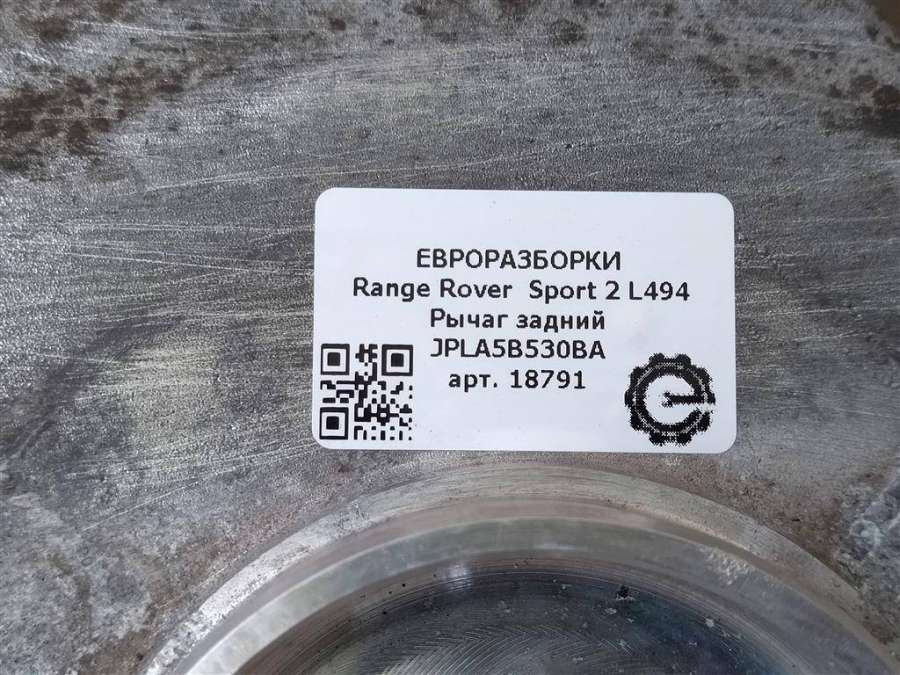 ЕВРОРАЗБОРКИ
Range Rover Sport 2 L494
Рычаг задний
JPLA5B530BA
арт. 18791